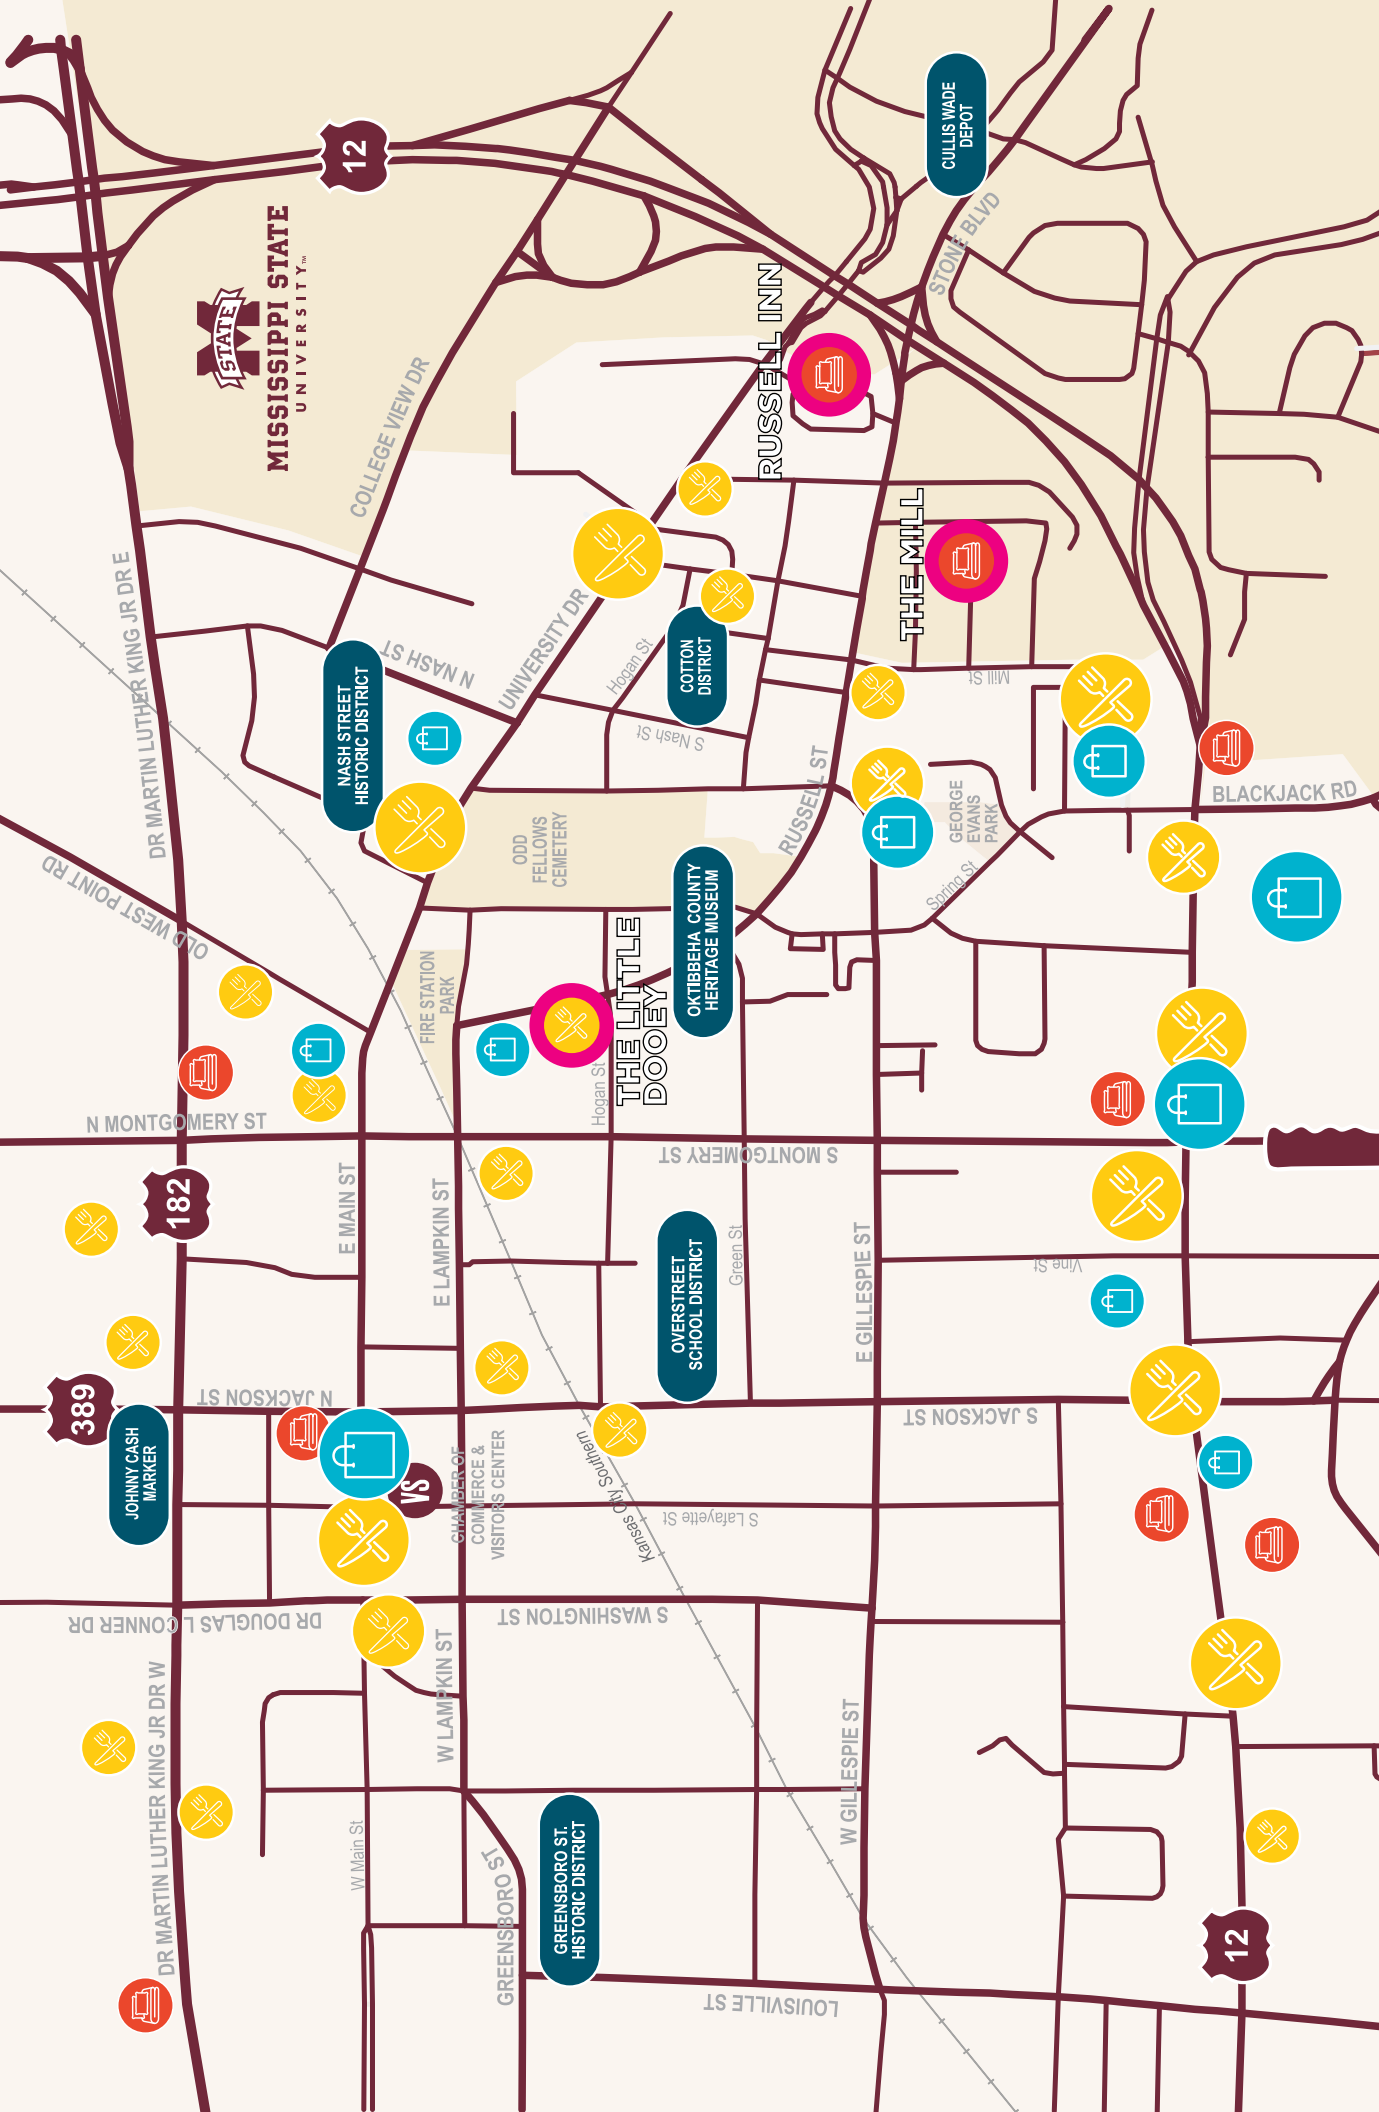 12
STATE
MISSISSIPPI STATE
UNIVERSITY™
CULLIS WADE
DEPOT
STONE BLVD
COLLEGE VIEW DR
RUSSELL INN
THE MILL
DR MARTIN LUTHER KING JR DR E
N NASH ST
UNIVERSITY DR
Hogan St
COTTON
DISTRICT
S Nash St
Mill St
NASH STREET
HISTORIC DISTRICT
RUSSELL ST
BLACKJACK RD
GEORGE
EVANS
PARK
Spring St
ODD
FELLOWS
CEMETERY
OLD WEST POINT RD
OKTIBBEHA COUNTY
HERITAGE MUSEUM
FIRE STATION
PARK
THE LITTLE
DOOEY
Hogan St
N MONTGOMERY ST
S MONTGOMERY ST
182
E MAIN ST
E LAMPKIN ST
OVERSTREET
SCHOOL DISTRICT
Green St
E GILLESPIE ST
Vine St
389
N JACKSON ST
S JACKSON ST
JOHNNY CASH
MARKER
VS
CHAMBER OF
COMMERCE &
VISITORS CENTER
Kansas City Southern
S Lafayette St
DR DOUGLAS L CONNER DR
S WASHINGTON ST
DR MARTIN LUTHER KING JR DR W
W LAMPKIN ST
W GILLESPIE ST
W Main St
GREENSBORO ST
GREENSBORO ST.
HISTORIC DISTRICT
LOUISVILLE ST
12